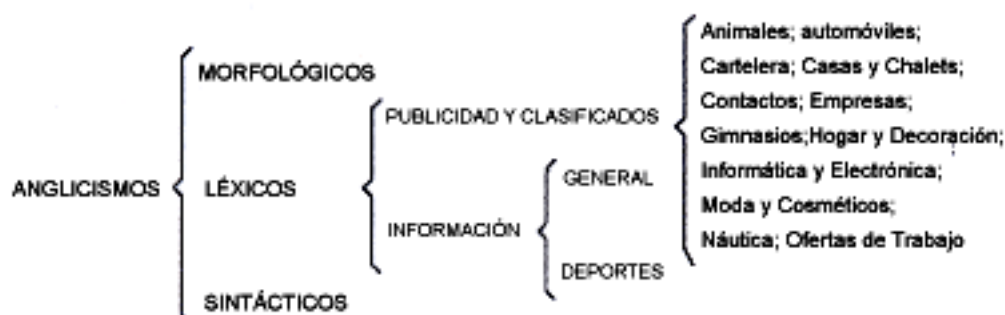 ANGLICISMOS
MORFOLÓGICOS
LÉXICOS
SINTÁCTICOS
PUBLICIDAD Y CLASIFICADOS
INFORMACIÓN
GENERAL
DEPORTES
Animales; automóviles;
Cartelera; Casas y Chalets;
Contactos; Empresas;
Gimnasios;Hogar y Decoración;
Informática y Electrónica;
Moda y Cosméticos;
Náutica; Ofertas de Trabajo